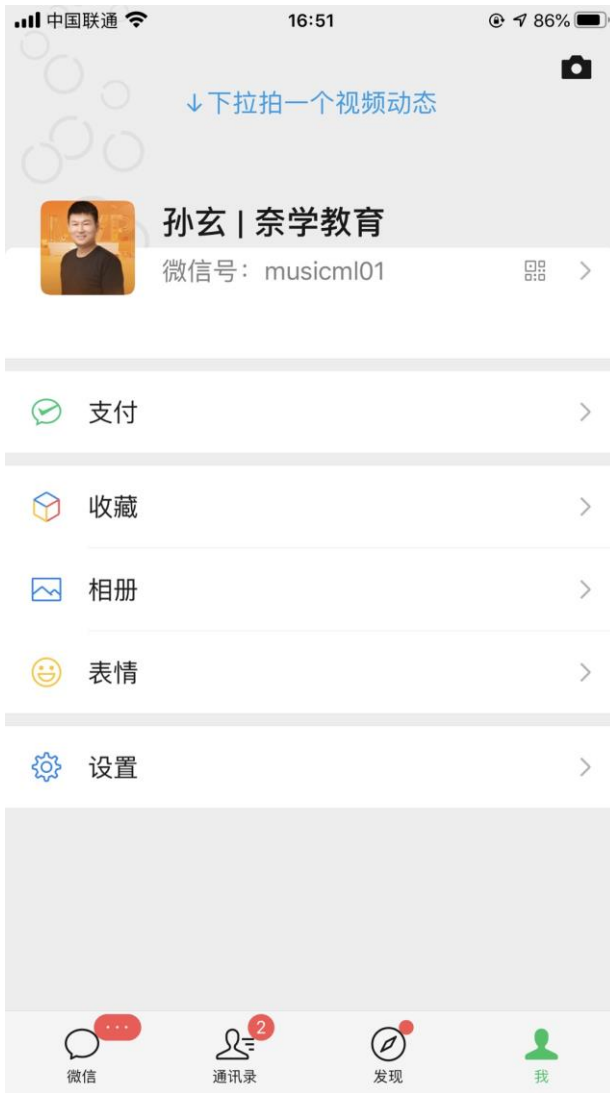 中国联通
16:51
86%
↓下拉拍一个视频动态
孙玄 | 奈学教育
微信号：musicml01
支付
收藏
相册
表情
设置
...
2
微信
通讯录
发现
我